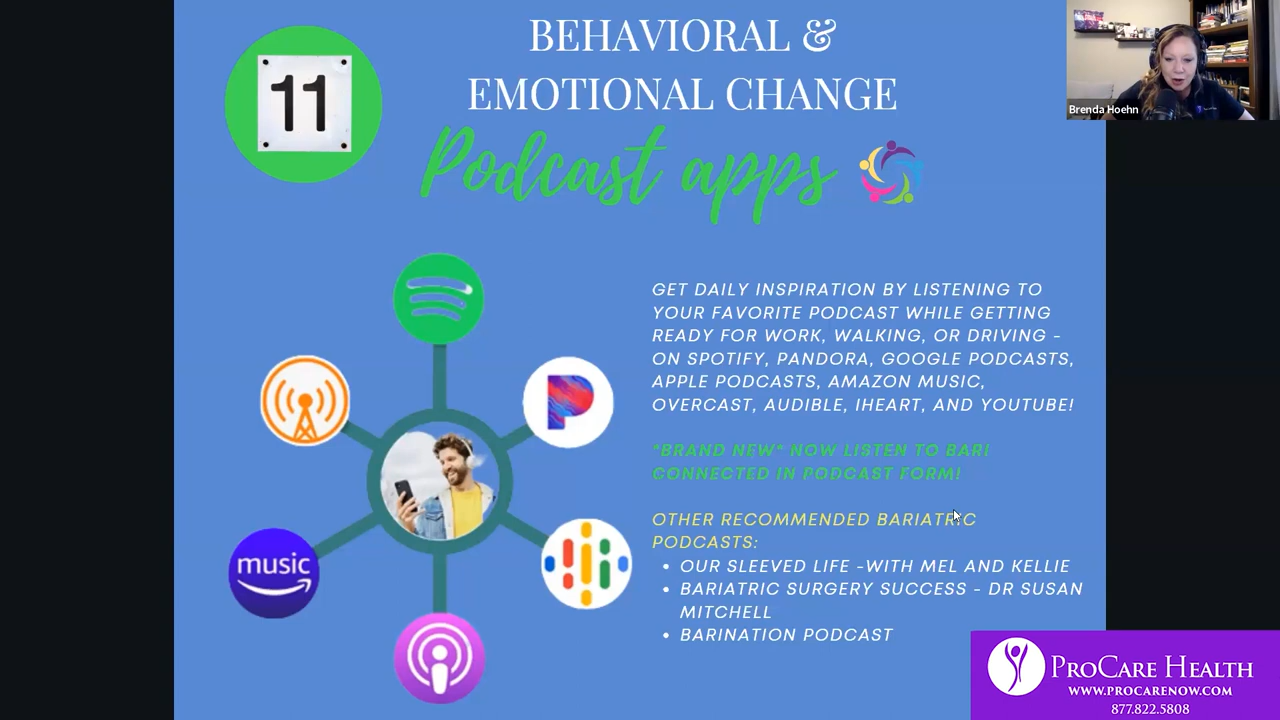 11
BEHAVIORAL &
EMOTIONAL CHANGE
Podcast apps
Brenda Hoehn
GET DAILY INSPIRATION BY LISTENING TO
YOUR FAVORITE PODCAST WHILE GETTING
READY FOR WORK, WALKING, OR DRIVING -
ON SPOTIFY, PANDORA, GOOGLE PODCASTS,
APPLE PODCASTS, AMAZON MUSIC,
OVERCAST, AUDIBLE, IHEART, AND YOUTUBE!
*BRAND NEW* NOW LISTEN TO BARI
CONNECTED IN PODCAST FORM!
OTHER RECOMMENDED BARIATRIC
PODCASTS:
• OUR SLEEVED LIFE -WITH MEL AND KELLIE
• BARIATRIC SURGERY SUCCESS - DR SUSAN
MITCHELL
• BARINATION PODCAST
music
PROCARE HEALTH
WWW.PROCARENOW.COM
877.822.5808